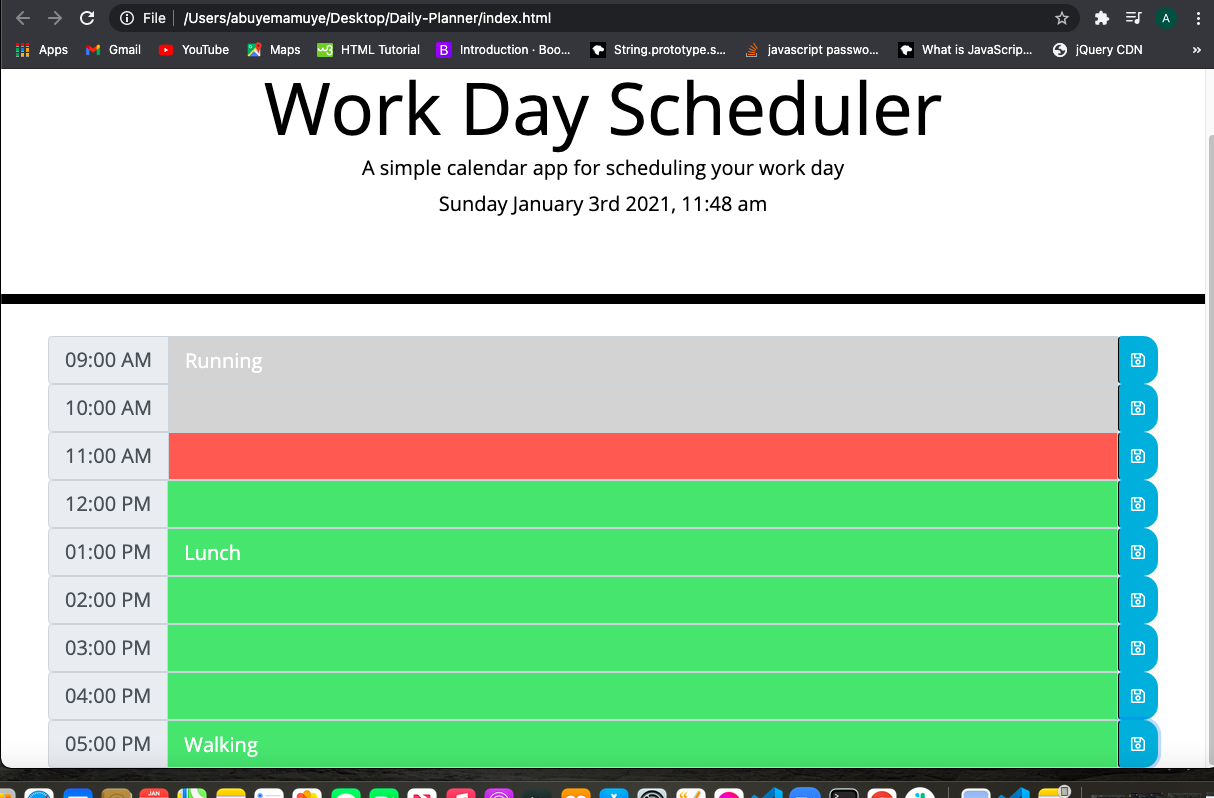 File /Users/abuyemamuye/Desktop/Daily-Planner/index.html A
Apps Gmail YouTube Maps w3 HTML Tutorial B Introduction · Boo... String.prototype.s... javascript passwo... What is JavaScrip... jQuery CDN »
Work Day Scheduler
A simple calendar app for scheduling your work day
Sunday January 3rd 2021, 11:48 am
09:00 AM Running
10:00 AM
11:00 AM
12:00 PM
01:00 PM Lunch
02:00 PM
03:00 PM
04:00 PM
05:00 PM Walking
JAN